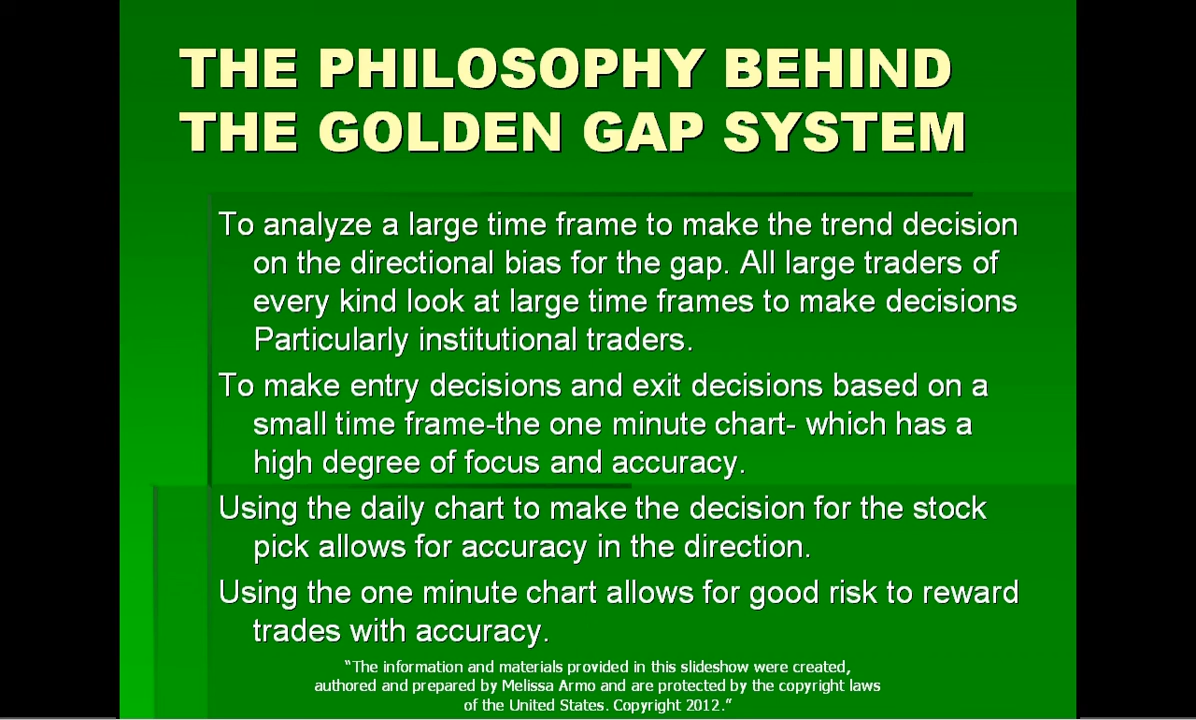 THE PHILOSOPHY BEHIND
THE GOLDEN GAP SYSTEM
To analyze a large time frame to make the trend decision
on the directional bias for the gap. All large traders of
every kind look at large time frames to make decisions
Particularly institutional traders.
To make entry decisions and exit decisions based on a
small time frame-the one minute chart- which has a
high degree of focus and accuracy.
Using the daily chart to make the decision for the stock
pick allows for accuracy in the direction.
Using the one minute chart allows for good risk to reward
trades with accuracy.
“The information and materials provided in this slideshow were created,
authored and prepared by Melissa Armo and are protected by the copyright laws
of the United States. Copyright 2012.”